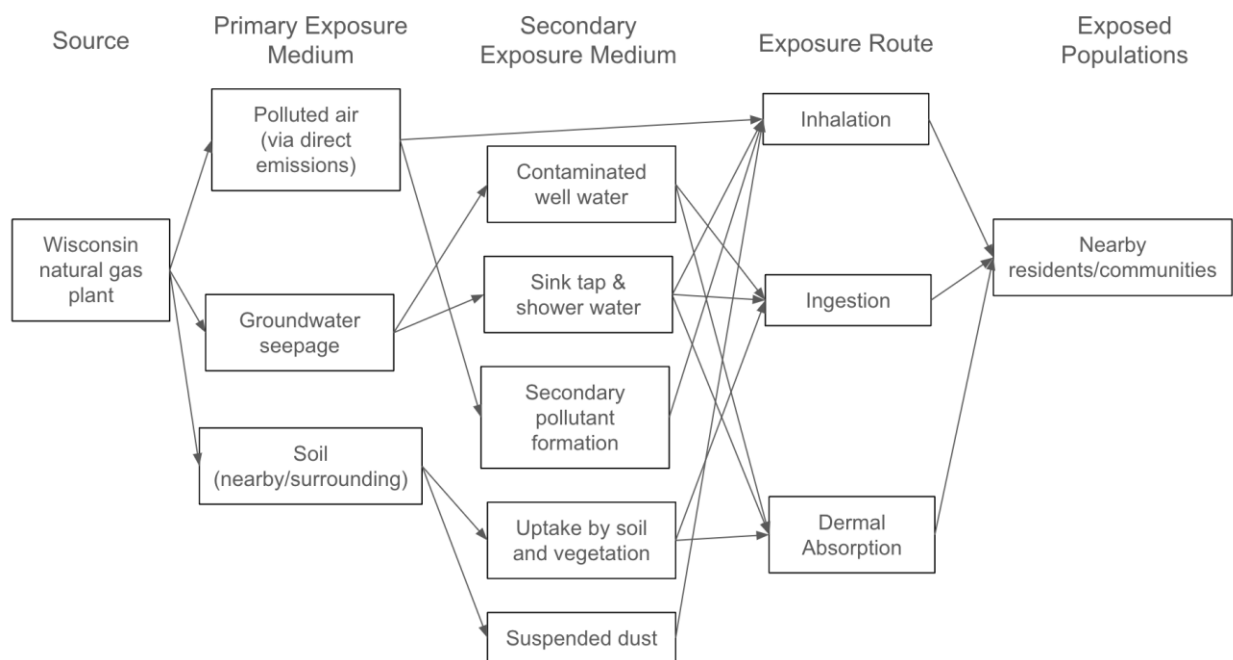 Source
Primary Exposure
Medium
Secondary
Exposure Medium
Exposure Route
Exposed
Populations
Polluted air
(via direct
emissions)
Inhalation
Contaminated
well water
Wisconsin
natural gas
plant
Nearby
residents/communities
Sink tap &
shower water
Ingestion
Groundwater
seepage
Secondary
pollutant
formation
Soil
(nearby/surrounding)
Uptake by soil
and vegetation
Dermal
Absorption
Suspended dust